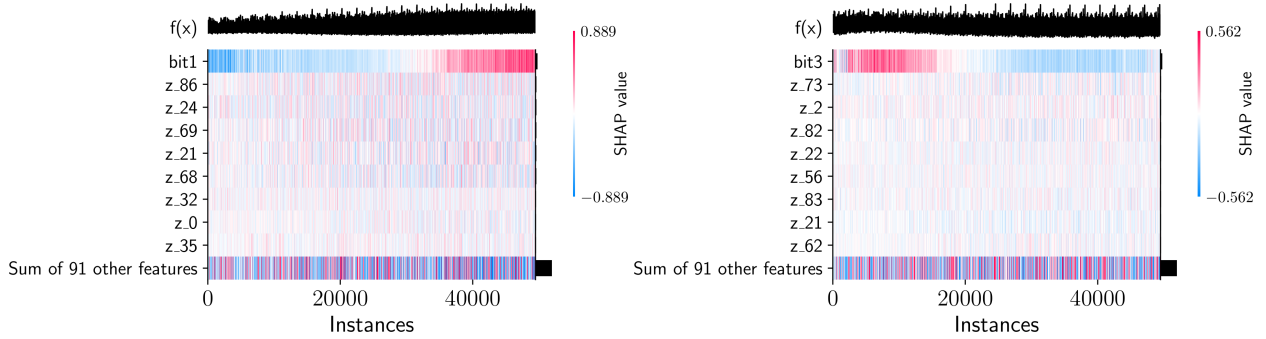 f(x)
bit1
z_86
z_24
z_69
z_21
z_68
z_32
z_0
z_35
Sum of 91 other features
0
20000
40000
Instances
0.889
SHAP value
−0.889
f(x)
bit3
z_73
z_2
z_82
z_22
z_56
z_83
z_21
z_62
Sum of 91 other features
0
20000
40000
Instances
0.562
SHAP value
−0.562